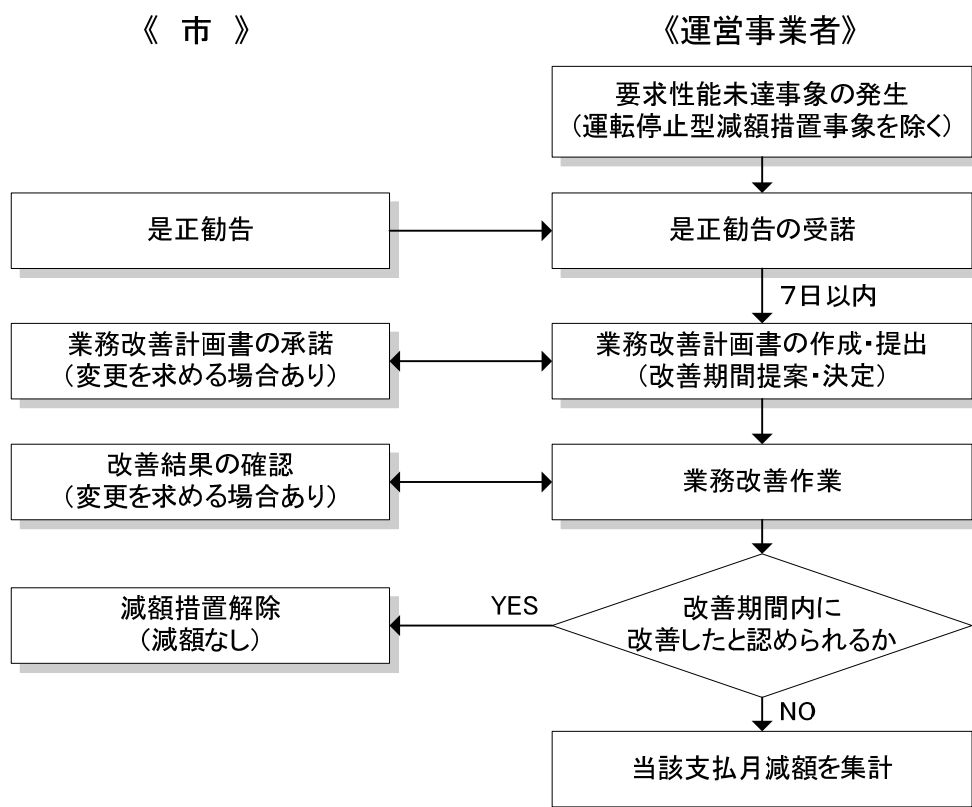 《 市 》
《運営事業者》
要求性能未達事象の発生
(運転停止型減額措置事象を除く)
是正勧告
是正勧告の受諾
7日以内
業務改善計画書の承諾
(変更を求める場合あり)
業務改善計画書の作成・提出
(改善期間提案・決定)
改善結果の確認
(変更を求める場合あり)
業務改善作業
減額措置解除
(減額なし)
YES
改善期間内に
改善したと認められるか
NO
当該支払月減額を集計